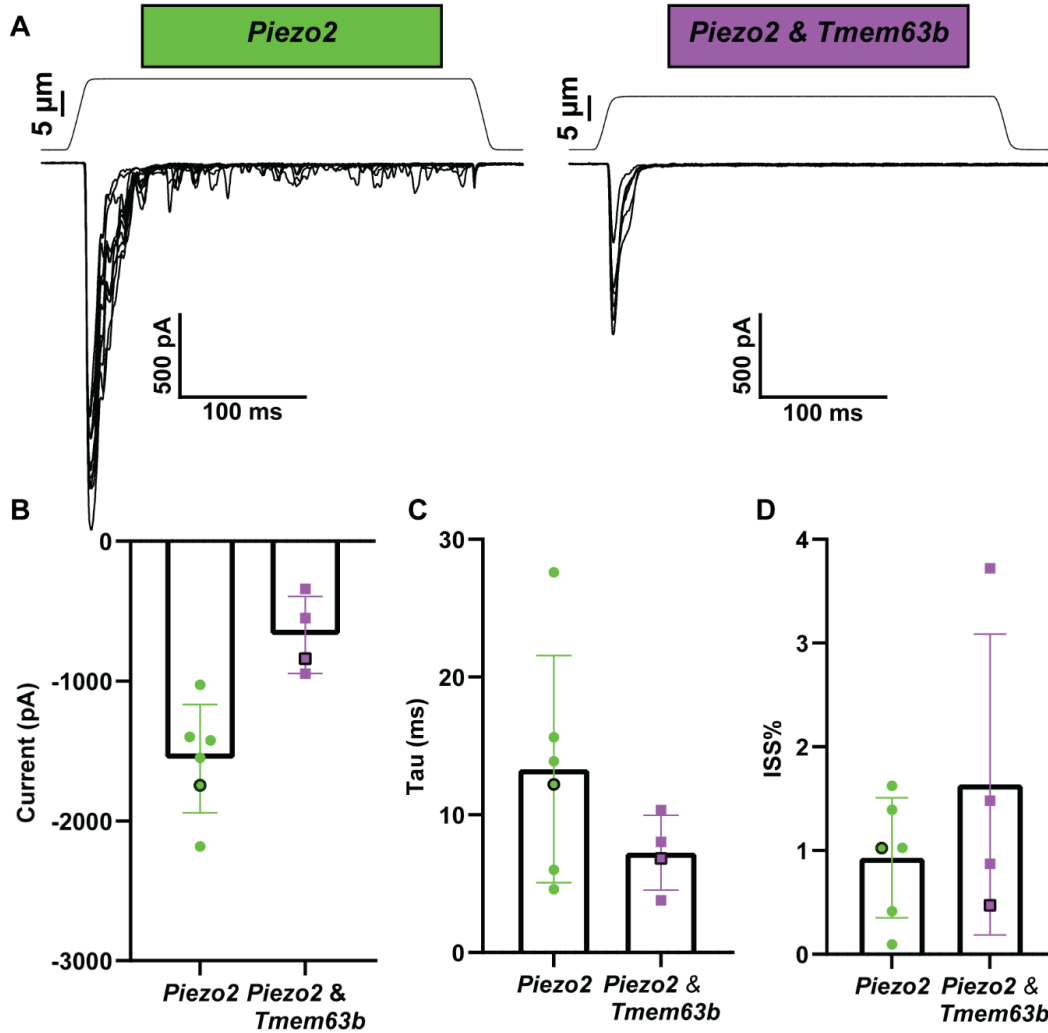 A
Piezo2
Piezo2 & Tmem63b
5 µm
5 µm
500 pA
100 ms
500 pA
100 ms
B
C
D
Current (pA)
0
-1000
-2000
-3000
Piezo2
Piezo2 &
Tmem63b
Tau (ms)
30
20
10
0
Piezo2
Piezo2 &
Tmem63b
ISS%
4
3
2
1
0
Piezo2
Piezo2 &
Tmem63b